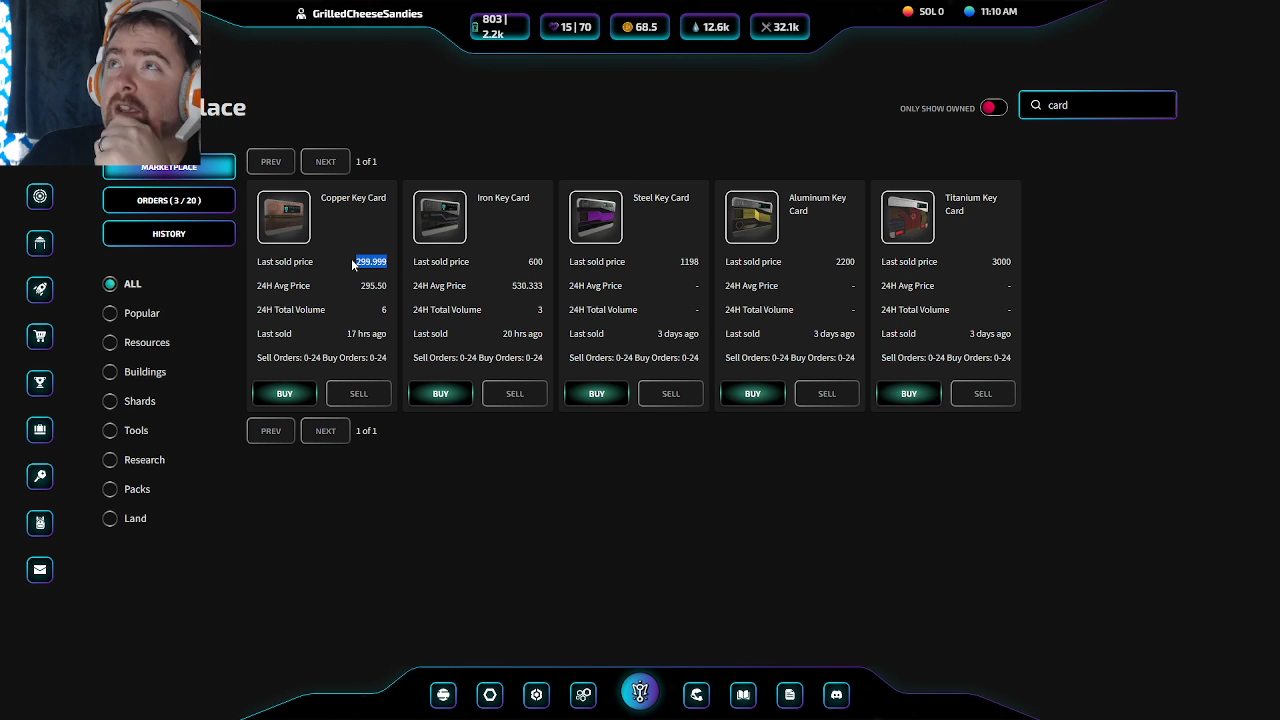 GrilledCheeseSandies
803 |
2.2k
15 | 70
68.5
12.6k
32.1k
SOL 0
11:10 AM
lace
ONLY SHOW OWNED
card
MARKETPLACE
ORDERS ( 3 / 20 )
HISTORY
ALL
Popular
Resources
Buildings
Shards
Tools
Research
Packs
Land
PREV NEXT 1 of 1
Copper Key Card
Last sold price 299.999
24H Avg Price 295.50
24H Total Volume 6
Last sold 17 hrs ago
Sell Orders: 0-24 Buy Orders: 0-24
BUY SELL
Iron Key Card
Last sold price 600
24H Avg Price 530.333
24H Total Volume 3
Last sold 20 hrs ago
Sell Orders: 0-24 Buy Orders: 0-24
BUY SELL
Steel Key Card
Last sold price 1198
24H Avg Price -
24H Total Volume -
Last sold 3 days ago
Sell Orders: 0-24 Buy Orders: 0-24
BUY SELL
Aluminum Key
Card
Last sold price 2200
24H Avg Price -
24H Total Volume -
Last sold 3 days ago
Sell Orders: 0-24 Buy Orders: 0-24
BUY SELL
Titanium Key
Card
Last sold price 3000
24H Avg Price -
24H Total Volume -
Last sold 3 days ago
Sell Orders: 0-24 Buy Orders: 0-24
BUY SELL
PREV NEXT 1 of 1